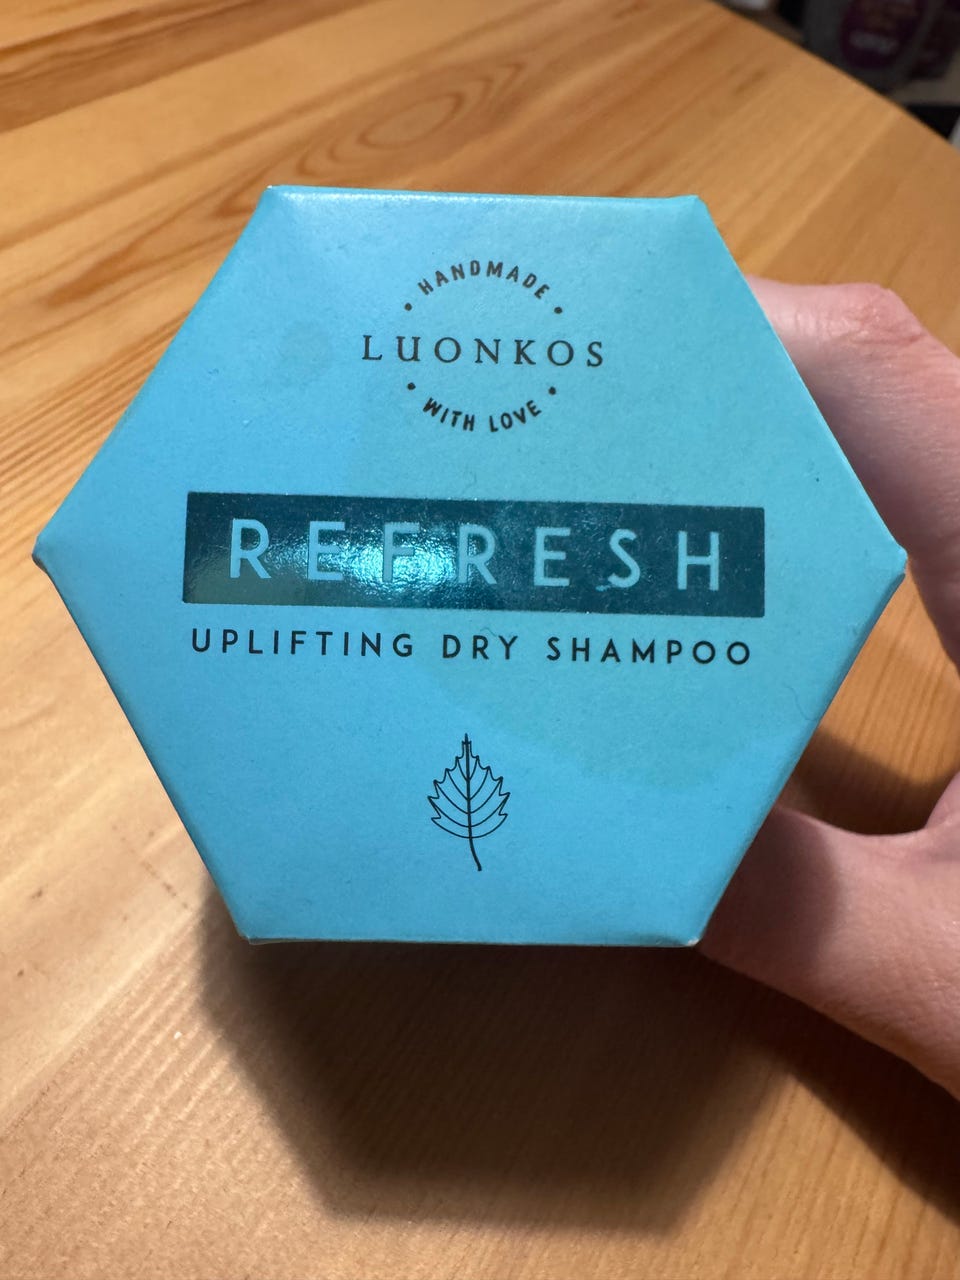 HANDMADE
LUONKOS
WITH LOVE
REFRESH
UPLIFTING DRY SHAMPOO